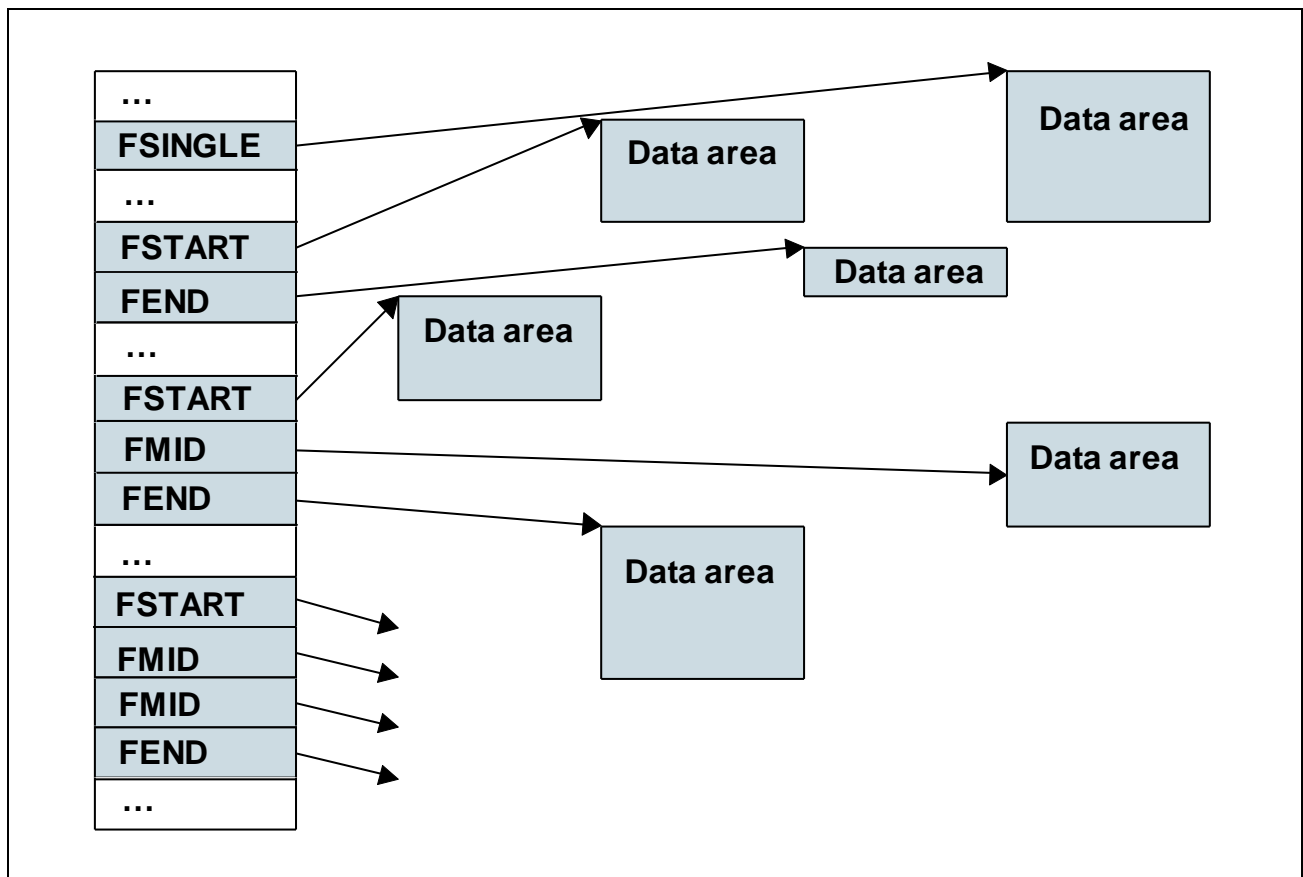 …
FSINGLE
…
FSTART
FEND
…
FSTART
FMID
FEND
…
FSTART
FMID
FMID
FEND
…
Data area
Data area
Data area
Data area
Data area
Data area